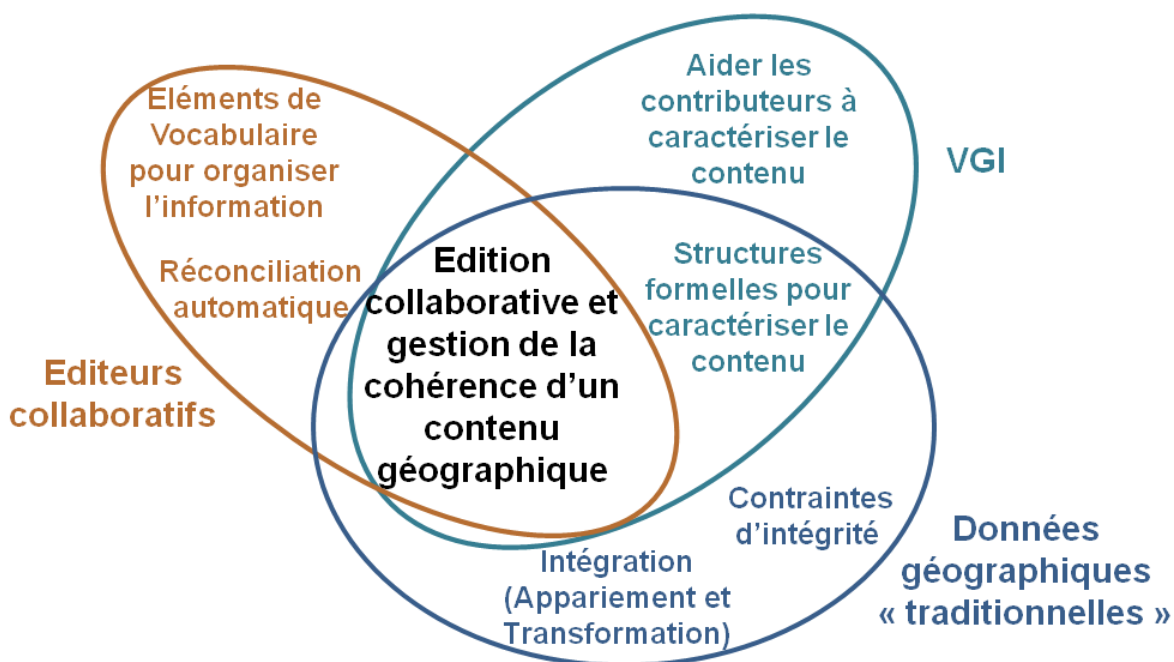 Eléments de
Vocabulaire
pour organiser
l'information
Réconciliation
automatique
Editeurs
collaboratifs
Aider les
contributeurs à
caractériser le
contenu
VGI
Structures
formelles pour
caractériser le
contenu
Edition
collaborative et
gestion de la
cohérence d'un
contenu
géographique
Contraintes
d'intégrité
Intégration
(Appariement et
Transformation)
Données
géographiques
« traditionnelles »